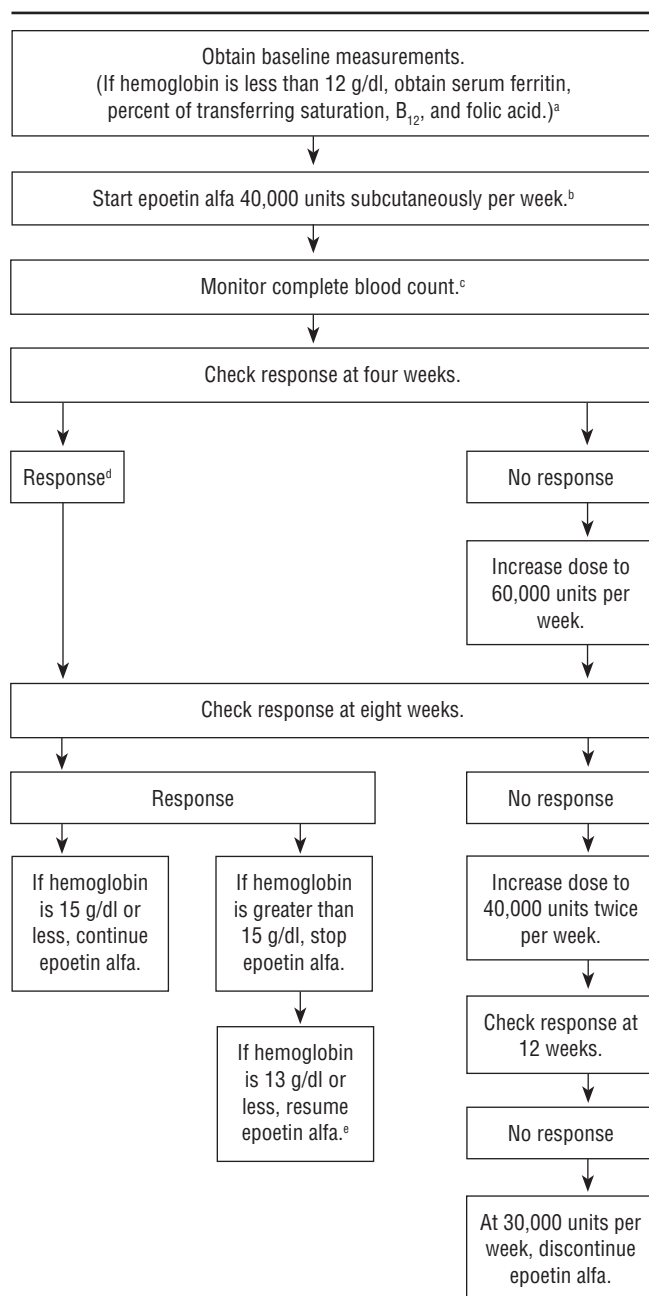 Obtain baseline measurements.
(If hemoglobin is less than 12 g/dl, obtain serum ferritin,
percent of transferring saturation, B₁₂, and folic acid.)ᵃ
Start epoetin alfa 40,000 units subcutaneously per week.ᵇ
Monitor complete blood count.ᶜ
Check response at four weeks.
Responseᵈ
No response
Increase dose to
60,000 units per
week.
Check response at eight weeks.
Response
No response
If hemoglobin
is 15 g/dl or
less, continue
epoetin alfa.
If hemoglobin
is greater than
15 g/dl, stop
epoetin alfa.
Increase dose to
40,000 units twice
per week.
If hemoglobin
is 13 g/dl or
less, resume
epoetin alfa.ᵉ
Check response at
12 weeks.
No response
At 30,000 units per
week, discontinue
epoetin alfa.